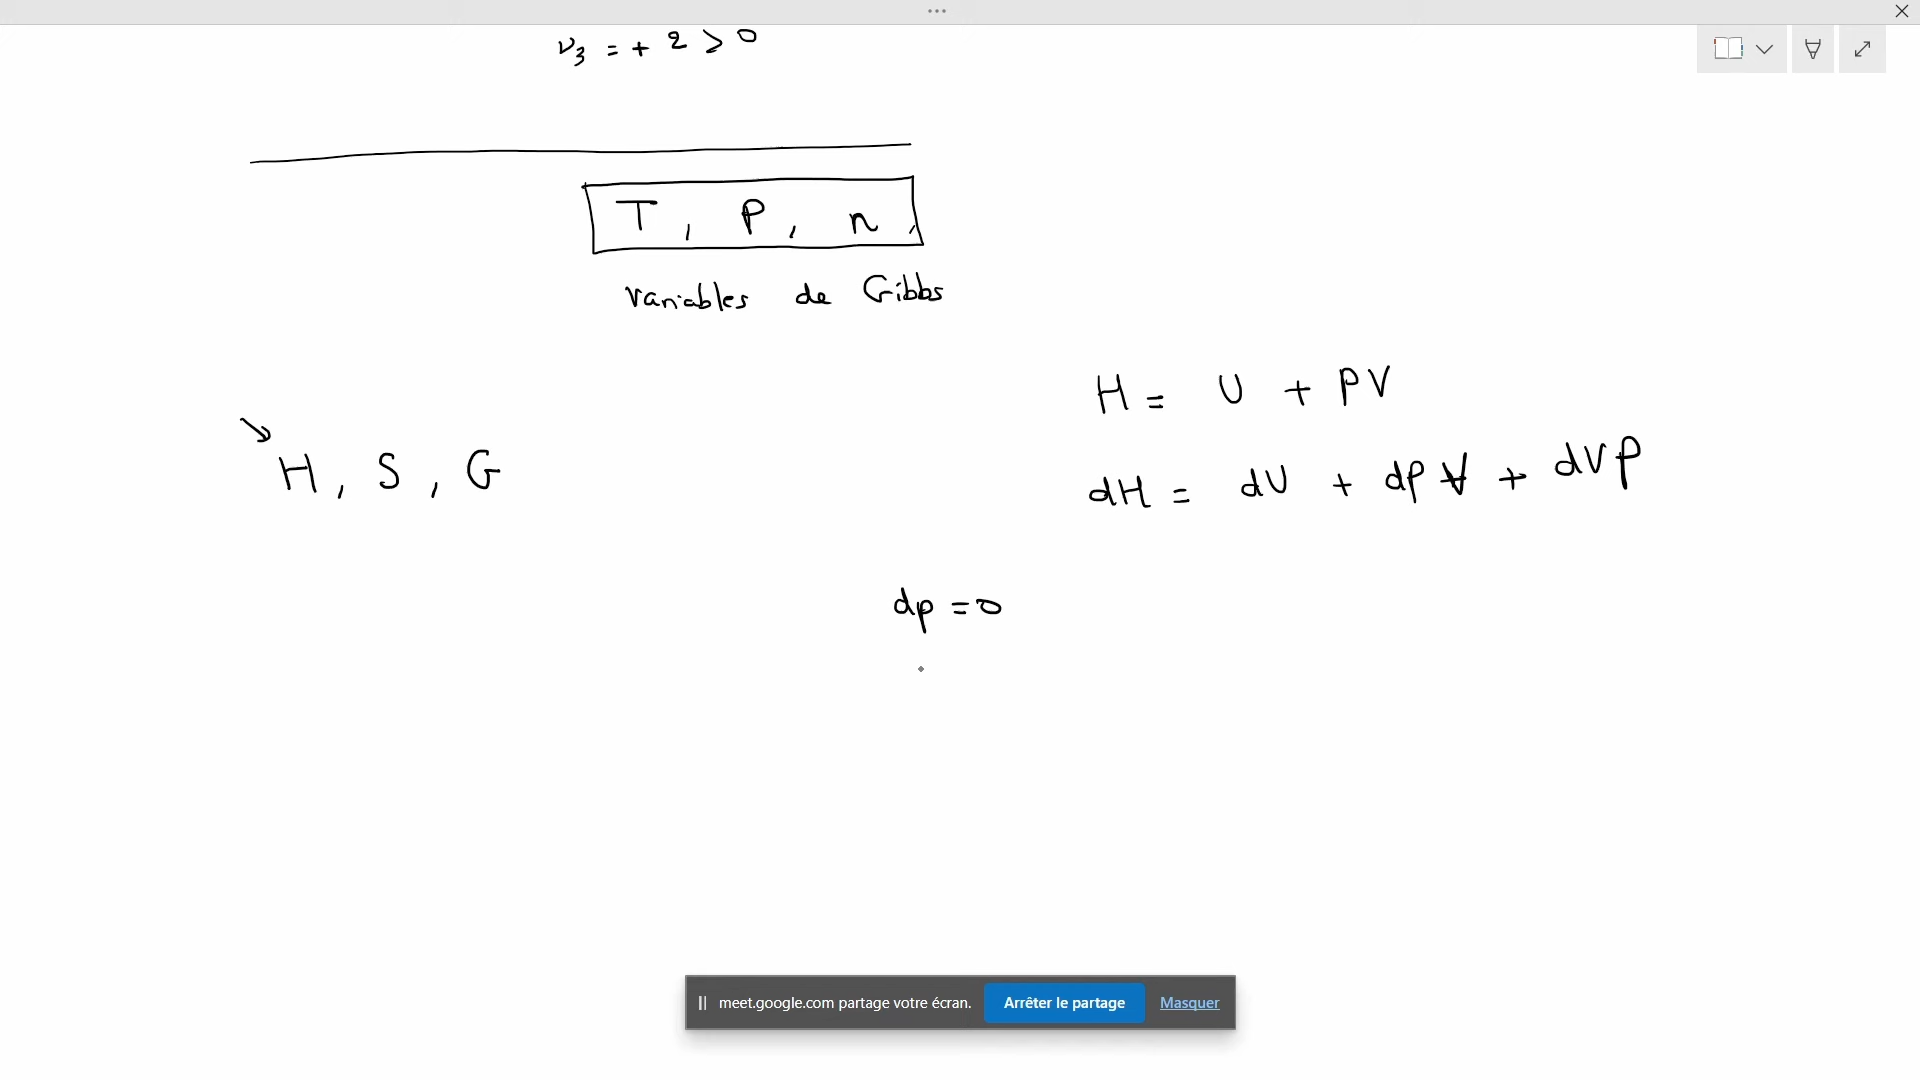 ν₃ = + 2 > 0
T , P , n ,
Variables de Gibbs
H = U + PV
H , S , G
dH = dU + dP V + dV P
dp = 0
meet.google.com partage votre écran. Arrêter le partage Masquer